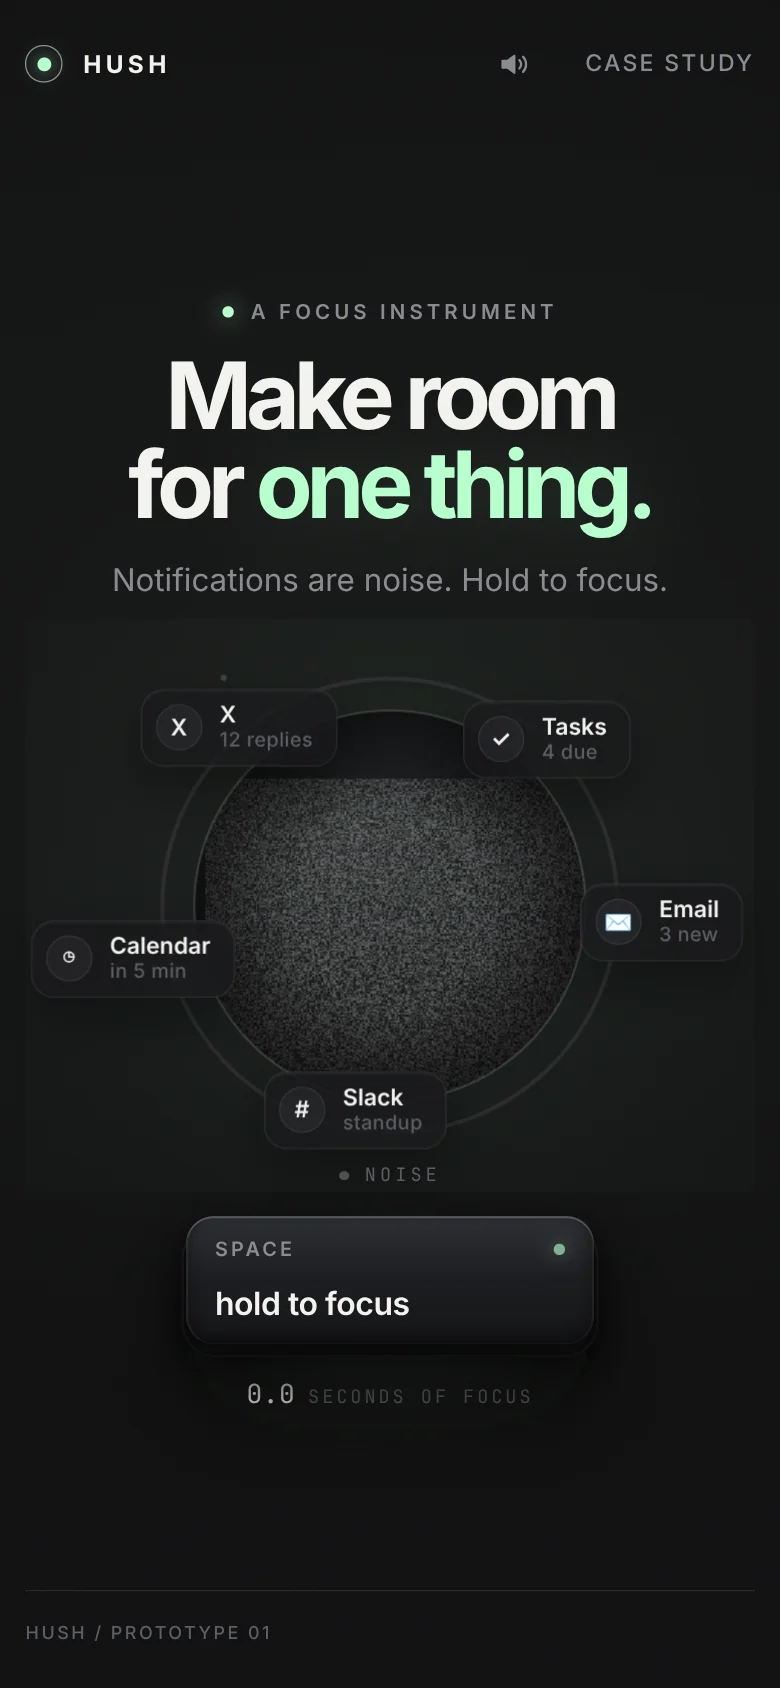 HUSH
CASE STUDY
A FOCUS INSTRUMENT
Make room
for one thing.
Notifications are noise. Hold to focus.
X
X
12 replies
Tasks
4 due
Email
3 new
Calendar
in 5 min
#
Slack
standup
NOISE
SPACE
hold to focus
0.0 SECONDS OF FOCUS
HUSH / PROTOTYPE 01